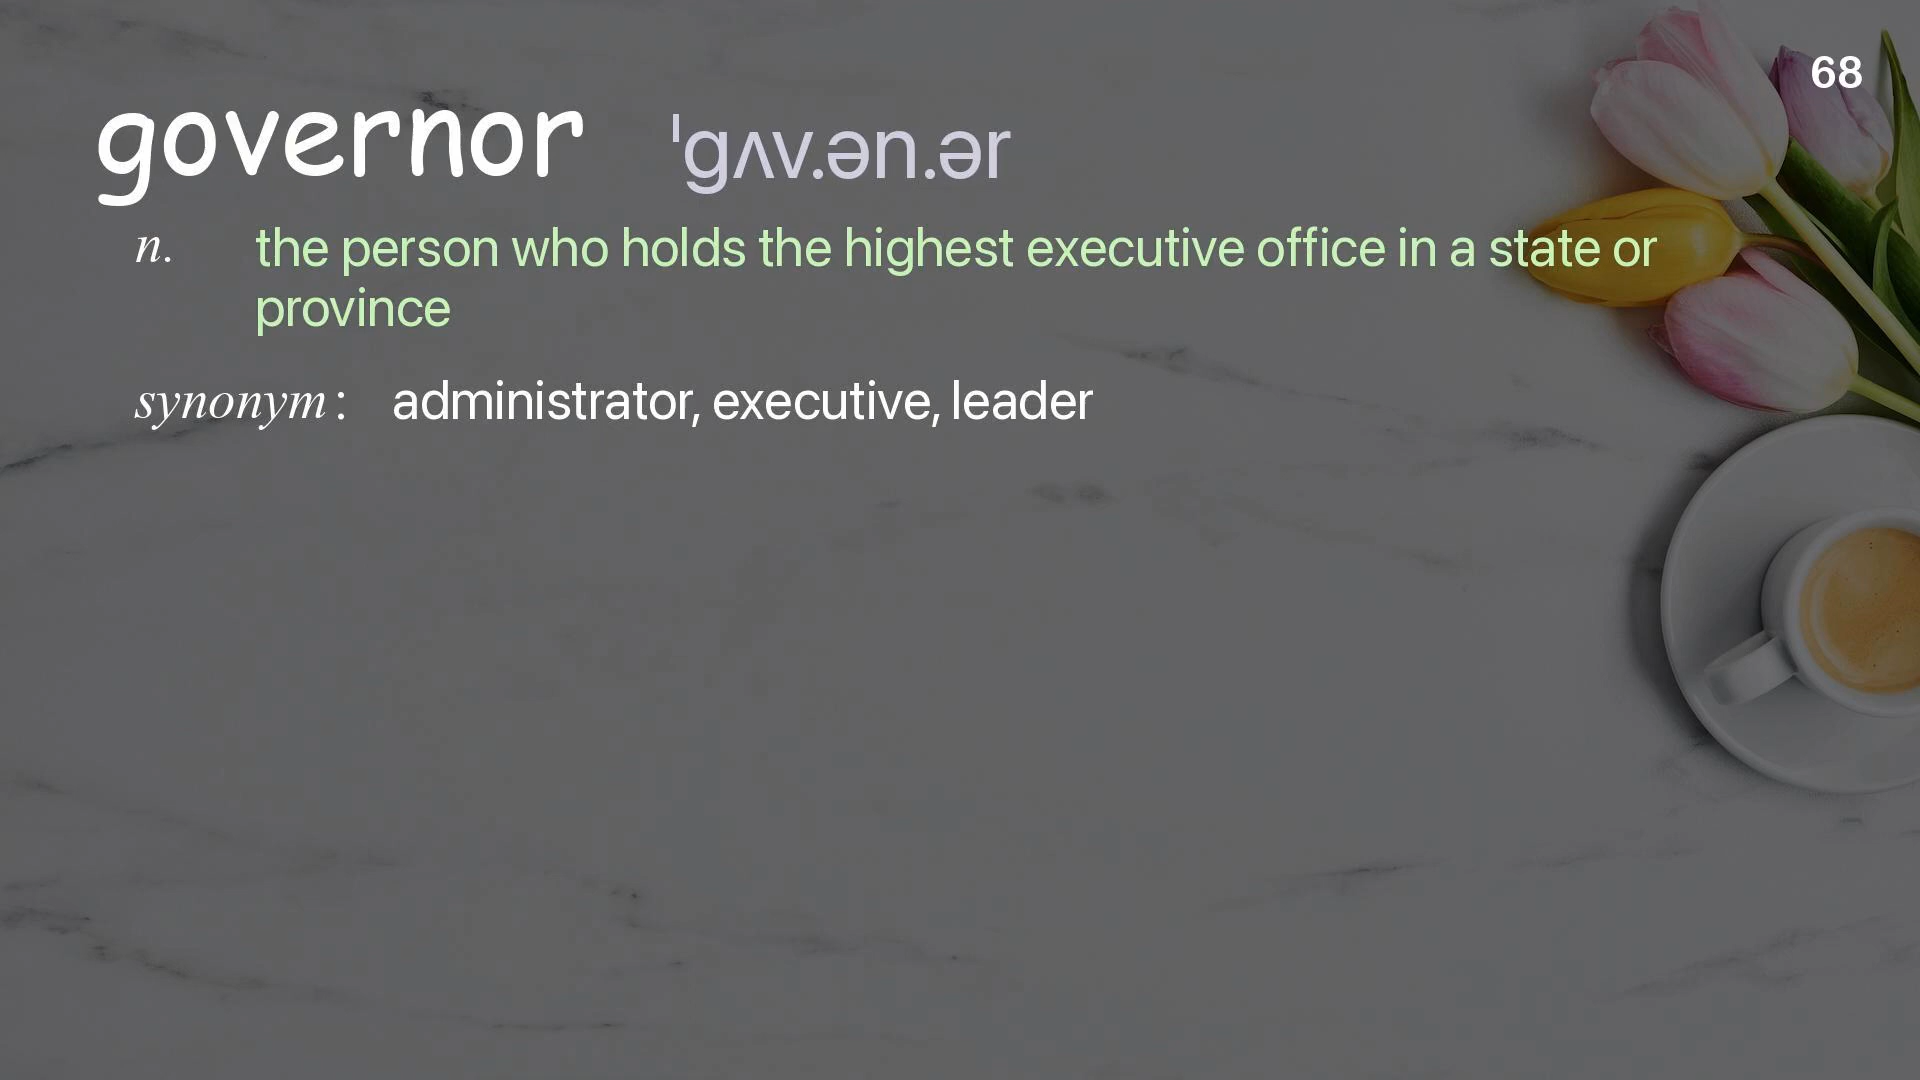 68
governor ˈgʌv.ən.ər
n. the person who holds the highest executive office in a state or
province
synonym: administrator, executive, leader